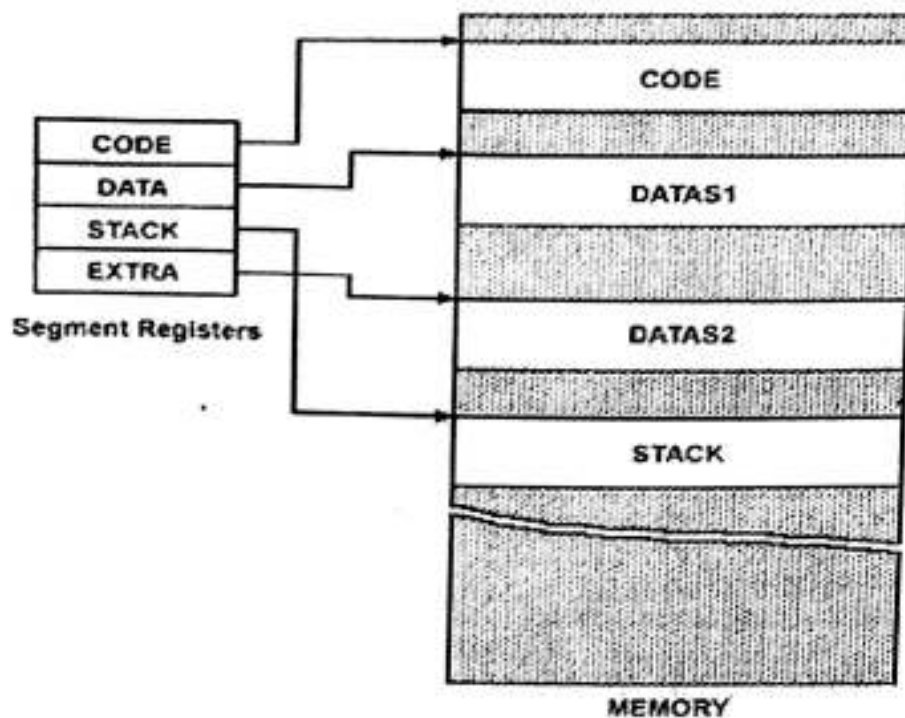 CODE
DATA
STACK
EXTRA
Segment Registers
CODE
DATAS1
DATAS2
STACK
MEMORY